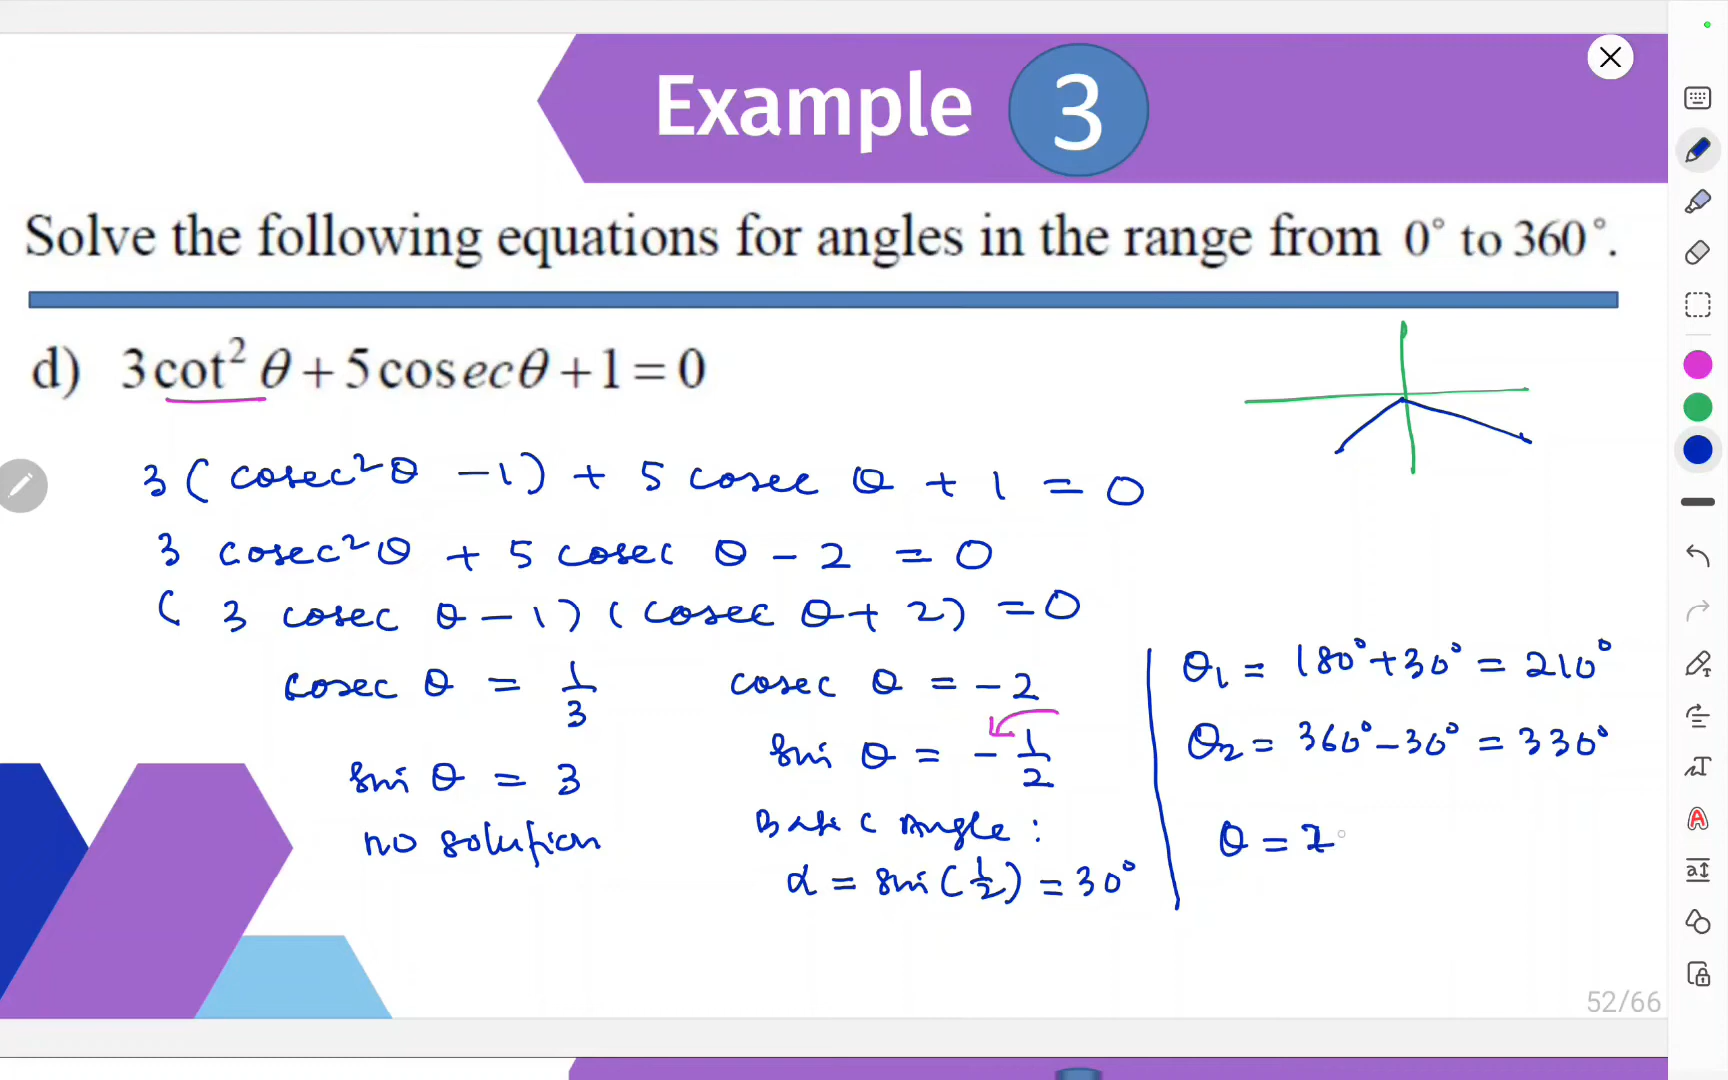 Example 3
Solve the following equations for angles in the range from 0° to 360°.
d) 3cot² θ + 5cosecθ + 1 = 0
3 ( cosec²θ - 1 ) + 5 cosec θ + 1 = 0
3 cosec²θ + 5 cosec θ - 2 = 0
( 3 cosec θ - 1 ) ( cosec θ + 2 ) = 0
cosec θ = 1/3
sin θ = 3
no solution
cosec θ = -2
sin θ = - 1/2
Basic Angle :
α = sin ( 1/2 ) = 30°
θ₁ = 180° + 30° = 210°
θ₂ = 360° - 30° = 330°
θ = 2
52/66